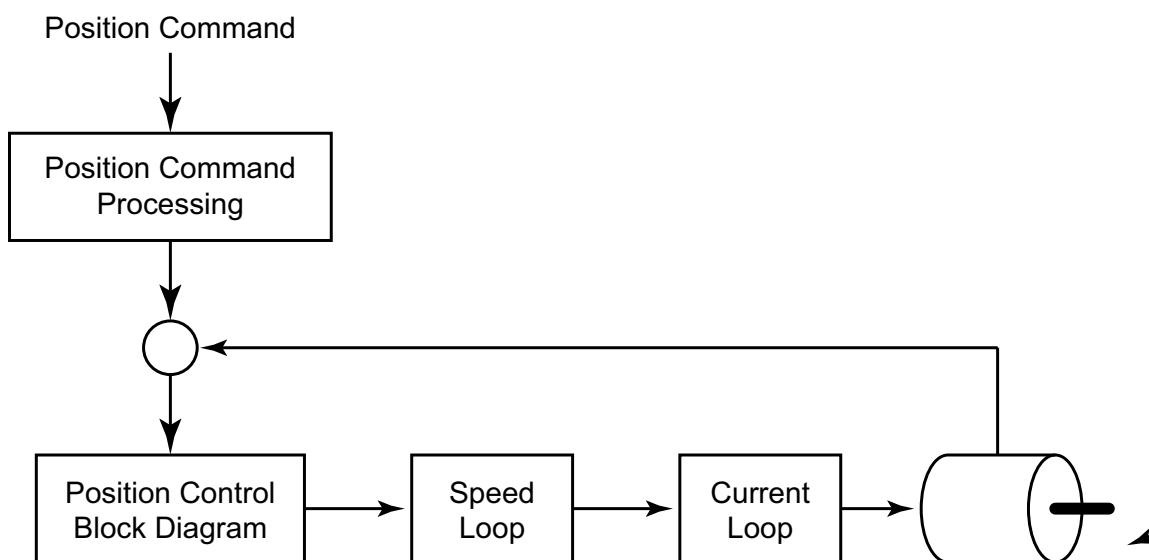 Position Command
Position Command
Processing
Position Control
Block Diagram
Speed
Loop
Current
Loop